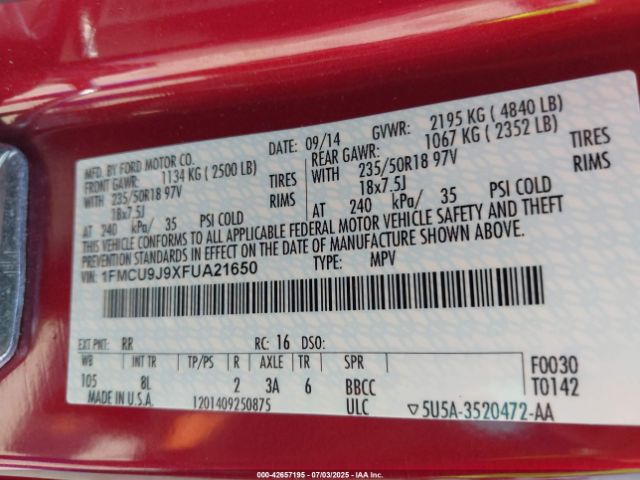 MFD. BY FORD MOTOR CO. DATE: 09/14 GVWR: 2195 KG ( 4840 LB)
FRONT GAWR: 1134 KG ( 2500 LB) REAR GAWR: 1067 KG ( 2352 LB)
WITH 235/50R18 97V TIRES WITH 235/50R18 97V TIRES
18x7.5J RIMS 18x7.5J RIMS
AT 240 kPa/ 35 PSI COLD AT 240 kPa/ 35 PSI COLD
THIS VEHICLE CONFORMS TO ALL APPLICABLE FEDERAL MOTOR VEHICLE SAFETY AND THEFT
PREVENTION STANDARDS IN EFFECT ON THE DATE OF MANUFACTURE SHOWN ABOVE.
VIN: 1FMCU9J9XFUA21650 TYPE: MPV
EXT PNT: RR RC: 16 DSO:
WB INT TR TP/PS R AXLE TR SPR F0030
105 8L 2 3A 6 BBCC T0142
MADE IN U.S.A. 1201409250875 ULC ▽5U5A-3520472-AA
000-42657195 - 07/03/2025 - IAAI, Inc.